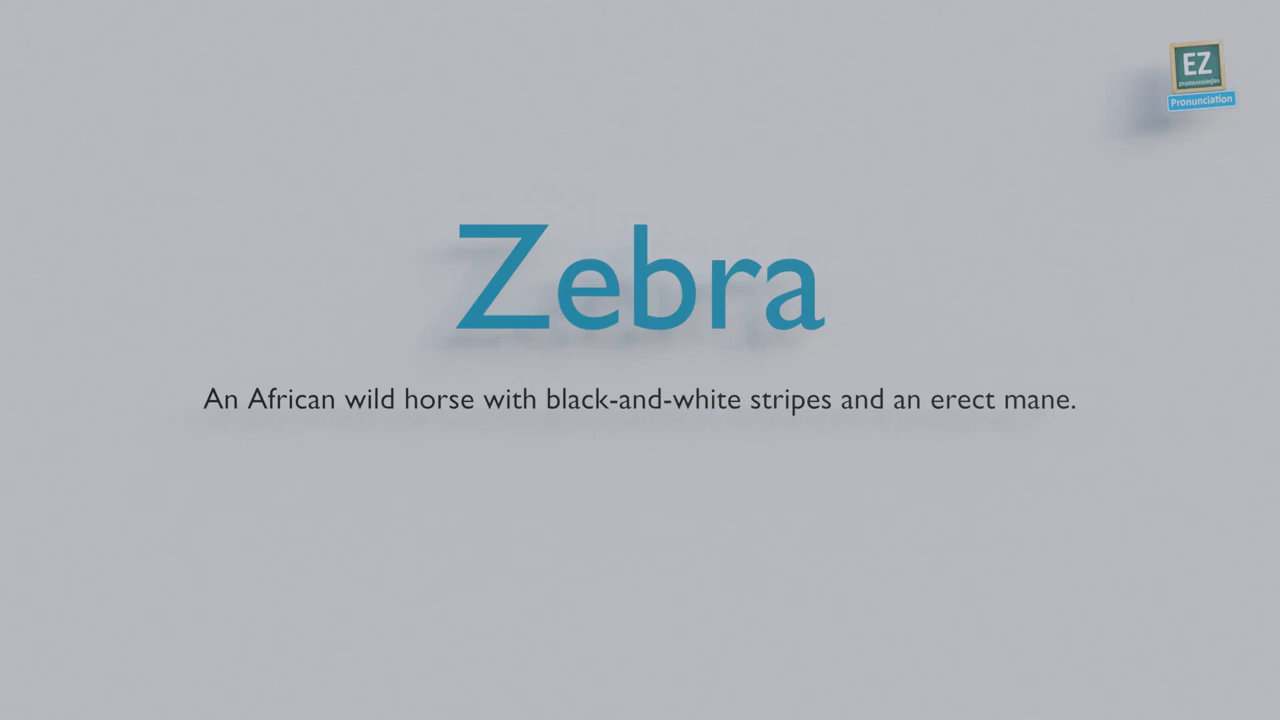 EZ
Pronunciation
Zebra
An African wild horse with black-and-white stripes and an erect mane.